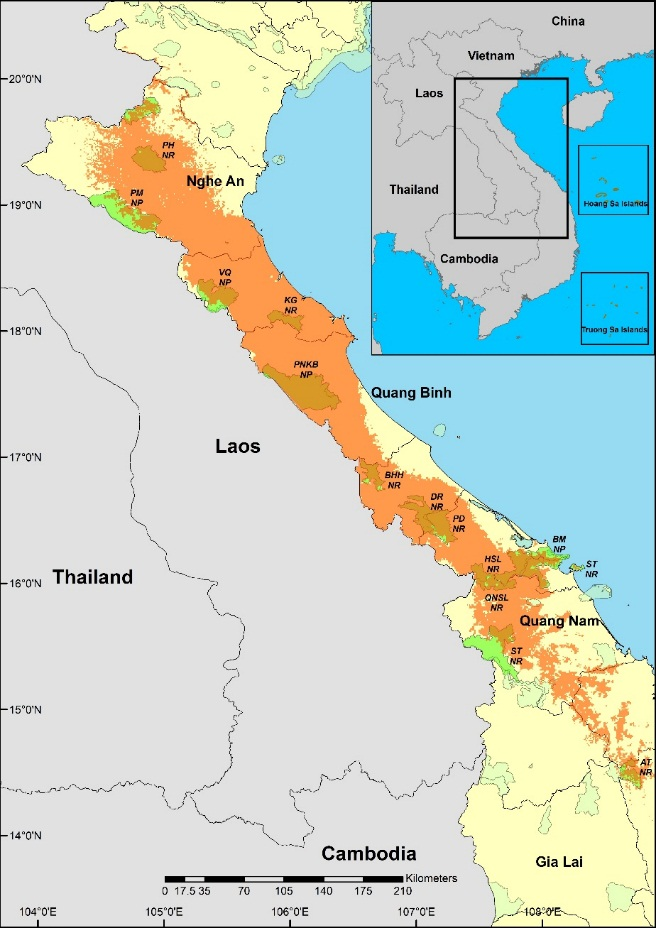 China
Vietnam
Laos
Thailand
Cambodia
Hoang Sa Islands
Truong Sa Islands
20°0'N
PH
NR
Nghe An
PM
NP
19°0'N
VQ
NP
KG
NR
18°0'N
PNKB
NP
Quang Binh
Laos
17°0'N
BHH
NR
DR
NR
PD
NR
BM
NP
HSL
NR
ST
NR
16°0'N
Thailand
QNSL
NR
Quang Nam
ST
NR
15°0'N
AT
NR
14°0'N
Cambodia
Gia Lai
Kilometers
0 17.5 35 70 105 140 175 210
104°0'E 105°0'E 106°0'E 107°0'E 108°0'E